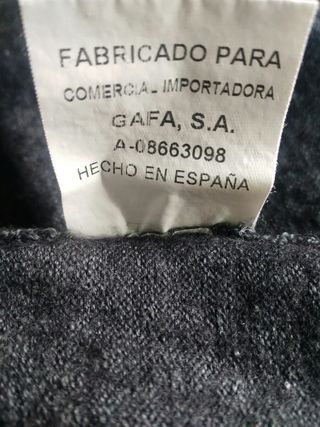 FABRICADO PARA
COMERCIAL IMPORTADORA
GAFA, S.A.
A-08663098
HECHO EN ESPAÑA